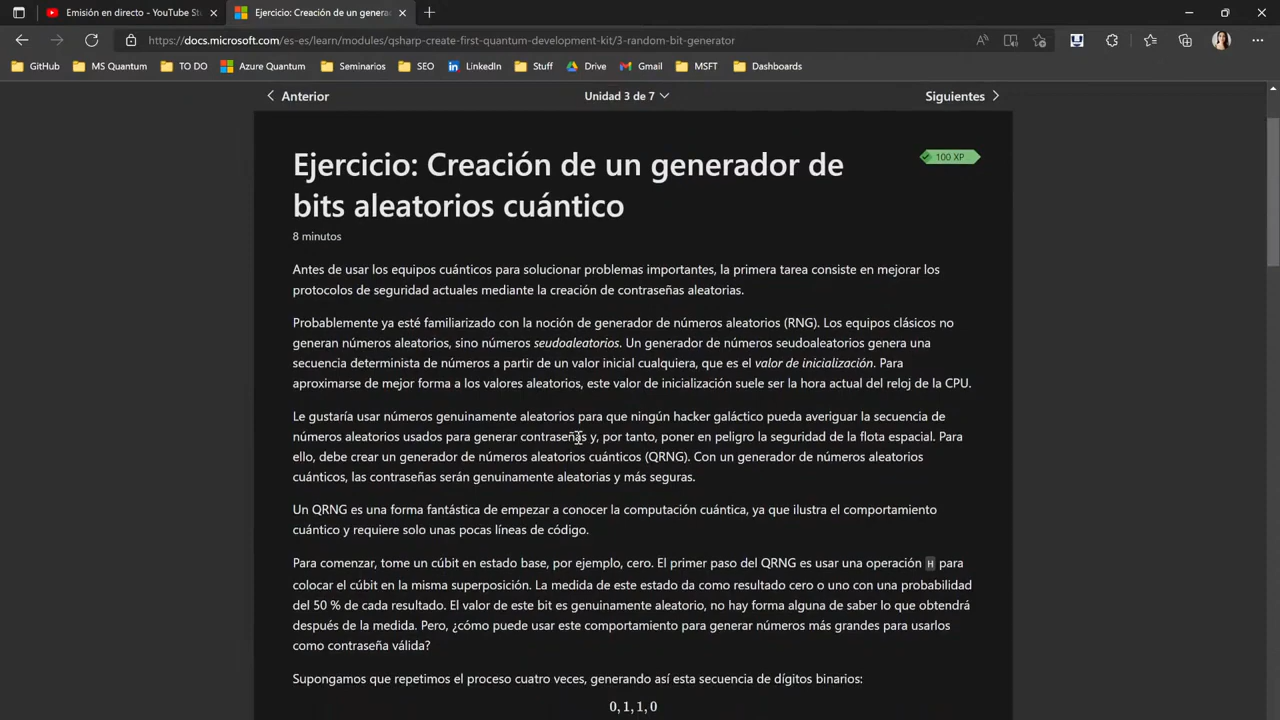 Emisión en directo - YouTube St
Ejercicio: Creación de un genera
https://docs.microsoft.com/es-es/learn/modules/qsharp-create-first-quantum-development-kit/3-random-bit-generator
GitHub MS Quantum TO DO Azure Quantum Seminarios SEO LinkedIn Stuff Drive Gmail MSFT Dashboards
Anterior Unidad 3 de 7 Siguientes
Ejercicio: Creación de un generador de
bits aleatorios cuántico
100 XP
8 minutos
Antes de usar los equipos cuánticos para solucionar problemas importantes, la primera tarea consiste en mejorar los
protocolos de seguridad actuales mediante la creación de contraseñas aleatorias.
Probablemente ya esté familiarizado con la noción de generador de números aleatorios (RNG). Los equipos clásicos no
generan números aleatorios, sino números seudoaleatorios. Un generador de números seudoaleatorios genera una
secuencia determinista de números a partir de un valor inicial cualquiera, que es el valor de inicialización. Para
aproximarse de mejor forma a los valores aleatorios, este valor de inicialización suele ser la hora actual del reloj de la CPU.
Le gustaría usar números genuinamente aleatorios para que ningún hacker galáctico pueda averiguar la secuencia de
números aleatorios usados para generar contraseñas y, por tanto, poner en peligro la seguridad de la flota espacial. Para
ello, debe crear un generador de números aleatorios cuánticos (QRNG). Con un generador de números aleatorios
cuánticos, las contraseñas serán genuinamente aleatorias y más seguras.
Un QRNG es una forma fantástica de empezar a conocer la computación cuántica, ya que ilustra el comportamiento
cuántico y requiere solo unas pocas líneas de código.
Para comenzar, tome un cúbit en estado base, por ejemplo, cero. El primer paso del QRNG es usar una operación H para
colocar el cúbit en la misma superposición. La medida de este estado da como resultado cero o uno con una probabilidad
del 50 % de cada resultado. El valor de este bit es genuinamente aleatorio, no hay forma alguna de saber lo que obtendrá
después de la medida. Pero, ¿cómo puede usar este comportamiento para generar números más grandes para usarlos
como contraseña válida?
Supongamos que repetimos el proceso cuatro veces, generando así esta secuencia de dígitos binarios:
0, 1, 1, 0